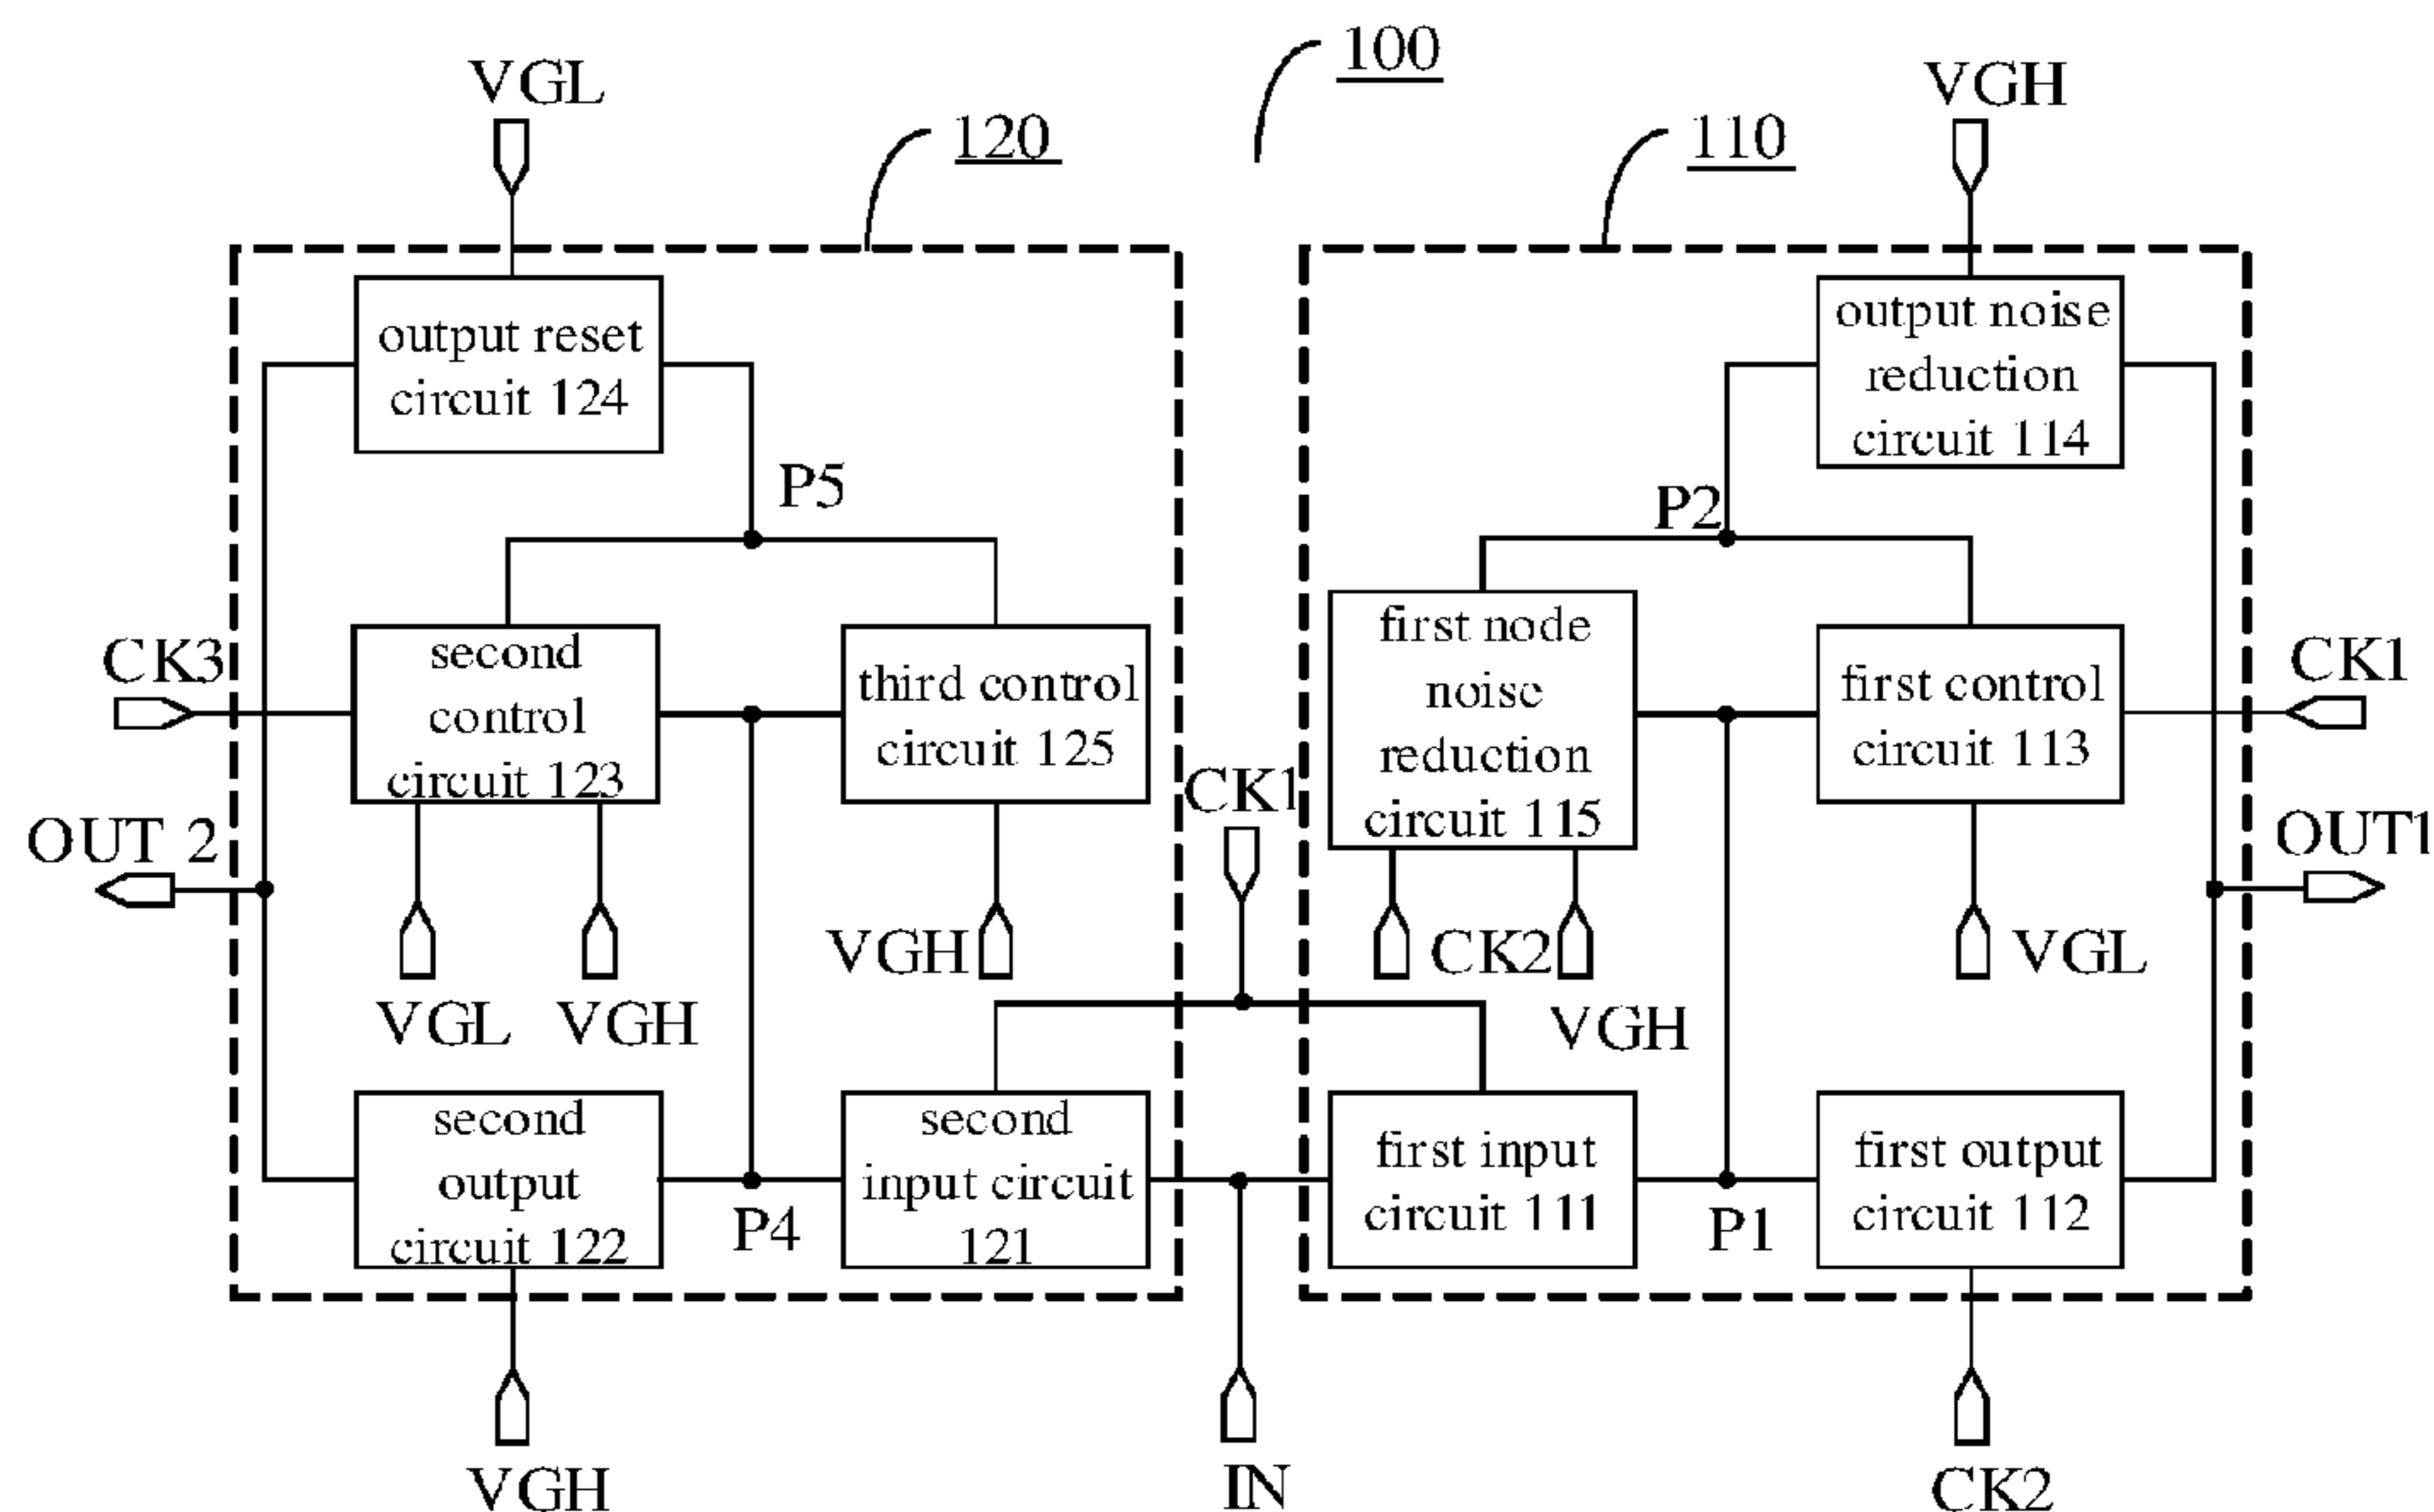 100
VGL
VGH
120
110
output reset
circuit 124
output noise
reduction
circuit 114
P5
P2
CK3
second
control
circuit 123
third control
circuit 125
first node
noise
reduction
circuit 115
first control
circuit 113
CK1
CK1
OUT 2
OUT1
VGL
VGH
VGH
CK2
VGH
VGL
second
output
circuit 122
P4
second
input circuit
121
first input
circuit 111
P1
first output
circuit 112
VGH
IN
CK2